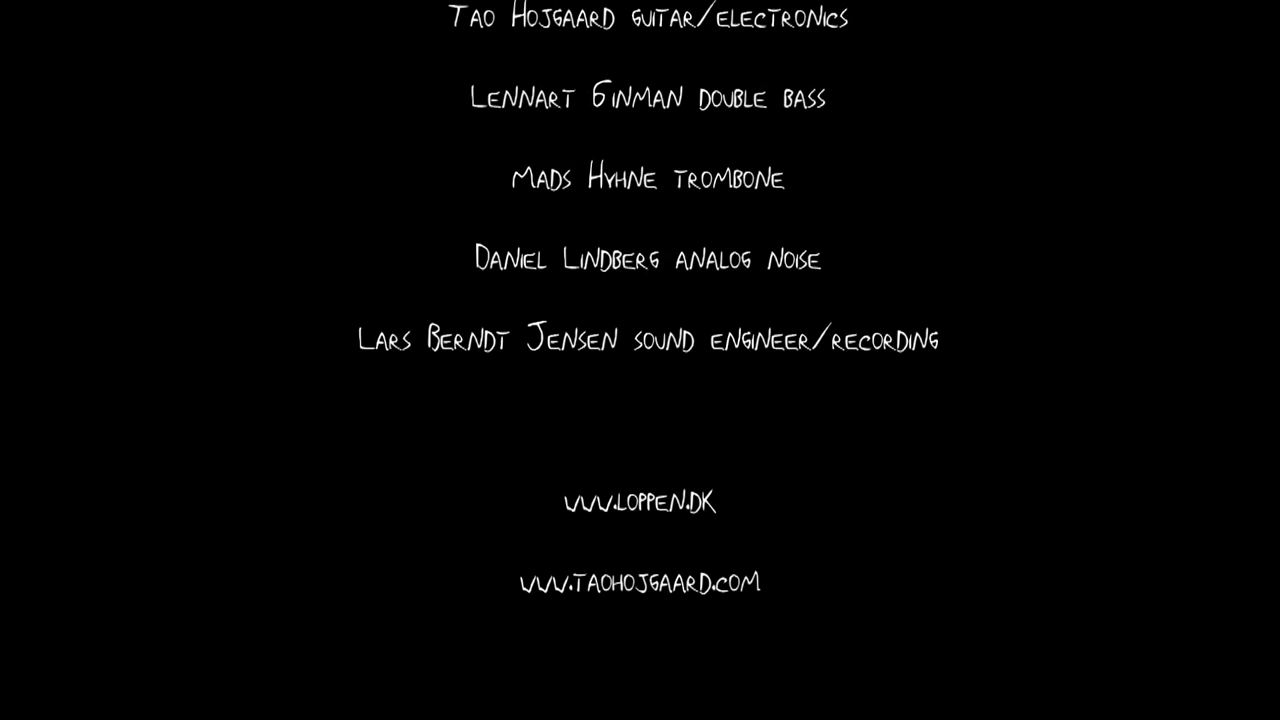 Tao Hojgaard guitar/electronics
Lennart Ginman double bass
Mads Hyhne trombone
Daniel Lindberg analog noise
Lars Berndt Jensen sound engineer/recording
www.loppen.dk
www.taohojgaard.com